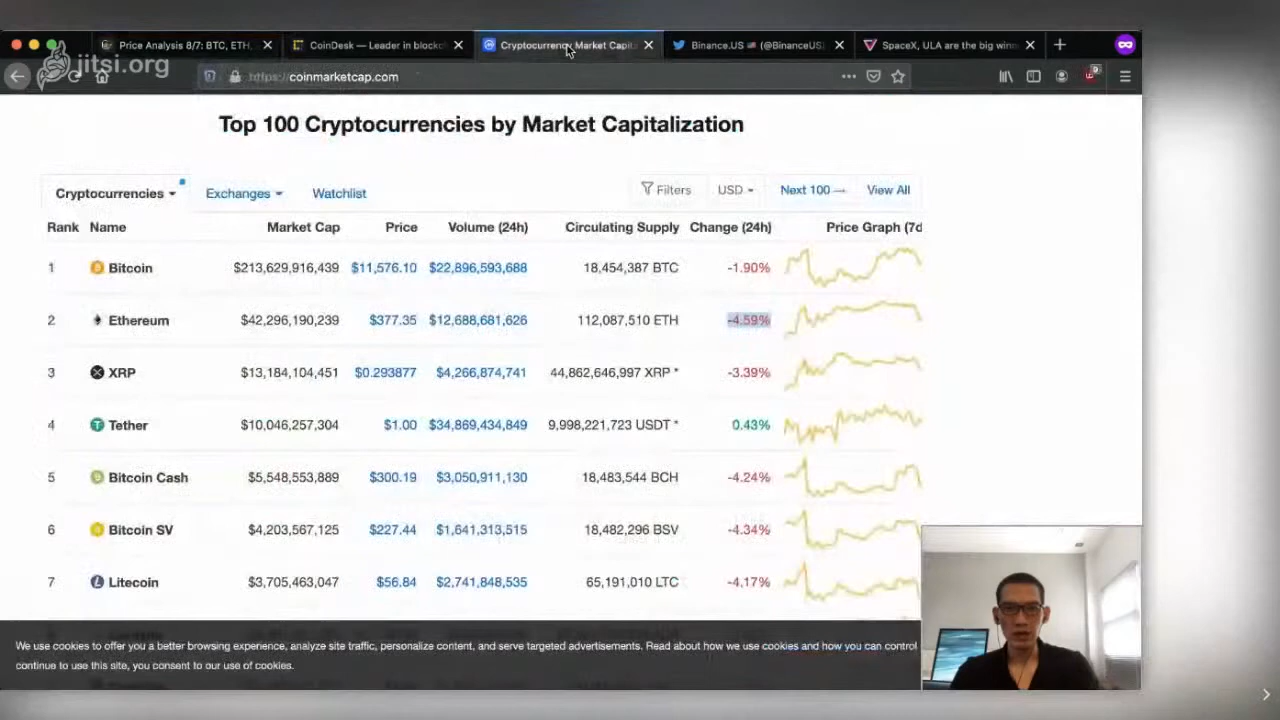 Price Analysis 8/7: BTC, ETH,
CoinDesk — Leader in blockc
Cryptocurrency Market Capit
Binance.US (@BinanceUS)
SpaceX, ULA are the big winn
jitsi.org
https://coinmarketcap.com
Top 100 Cryptocurrencies by Market Capitalization
Cryptocurrencies Exchanges Watchlist Filters USD Next 100 → View All
Rank Name Market Cap Price Volume (24h) Circulating Supply Change (24h) Price Graph (7d
1 Bitcoin $213,629,916,439 $11,576.10 $22,896,593,688 18,454,387 BTC -1.90%
2 Ethereum $42,296,190,239 $377.35 $12,688,681,626 112,087,510 ETH -4.59%
3 XRP $13,184,104,451 $0.293877 $4,266,874,741 44,862,646,997 XRP * -3.39%
4 Tether $10,046,257,304 $1.00 $34,869,434,849 9,998,221,723 USDT * 0.43%
5 Bitcoin Cash $5,548,553,889 $300.19 $3,050,911,130 18,483,544 BCH -4.24%
6 Bitcoin SV $4,203,567,125 $227.44 $1,641,313,515 18,482,296 BSV -4.34%
7 Litecoin $3,705,463,047 $56.84 $2,741,848,535 65,191,010 LTC -4.17%
We use cookies to offer you a better browsing experience, analyze site traffic, personalize content, and serve targeted advertisements. Read about how we use cookies and how you can control
continue to use this site, you consent to our use of cookies.